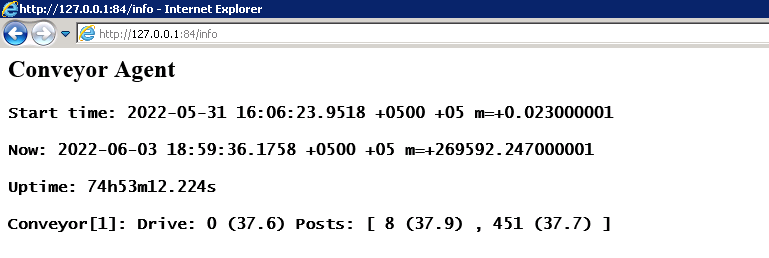 http://127.0.0.1:84/info - Internet Explorer
http://127.0.0.1:84/info
Conveyor Agent
Start time: 2022-05-31 16:06:23.9518 +0500 +05 m=+0.023000001
Now: 2022-06-03 18:59:36.1758 +0500 +05 m=+269592.247000001
Uptime: 74h53m12.224s
Conveyor[1]: Drive: 0 (37.6) Posts: [ 8 (37.9) , 451 (37.7) ]